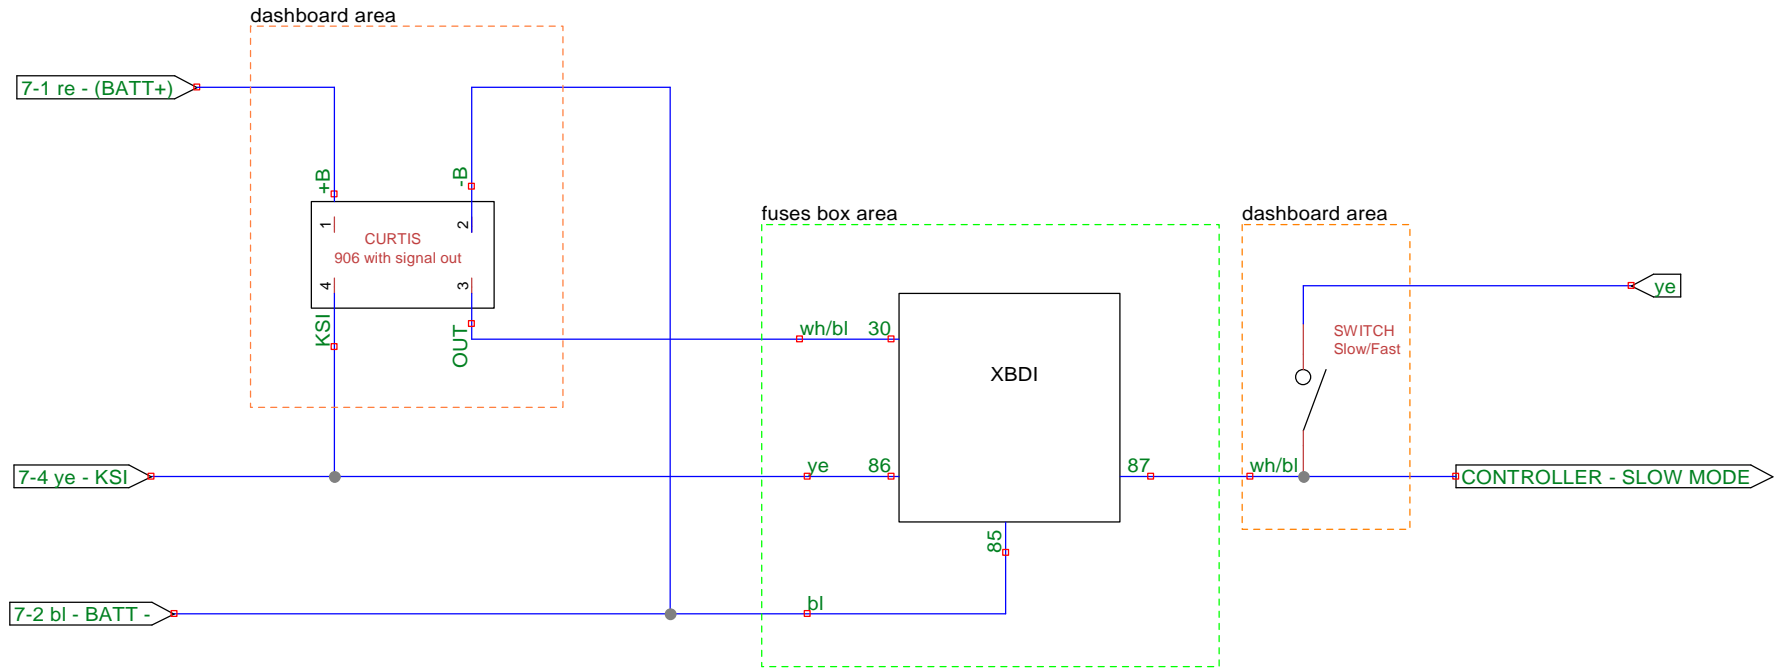 dashboard area
7-1 re - (BATT+)
+B
-B
1
2
CURTIS
906 with signal out
4
3
KSI
OUT
fuses box area
dashboard area
wh/bl
30
XBDI
ye
SWITCH
Slow/Fast
7-4 ye - KSI
ye
86
87
wh/bl
CONTROLLER - SLOW MODE
85
7-2 bl - BATT -
bl